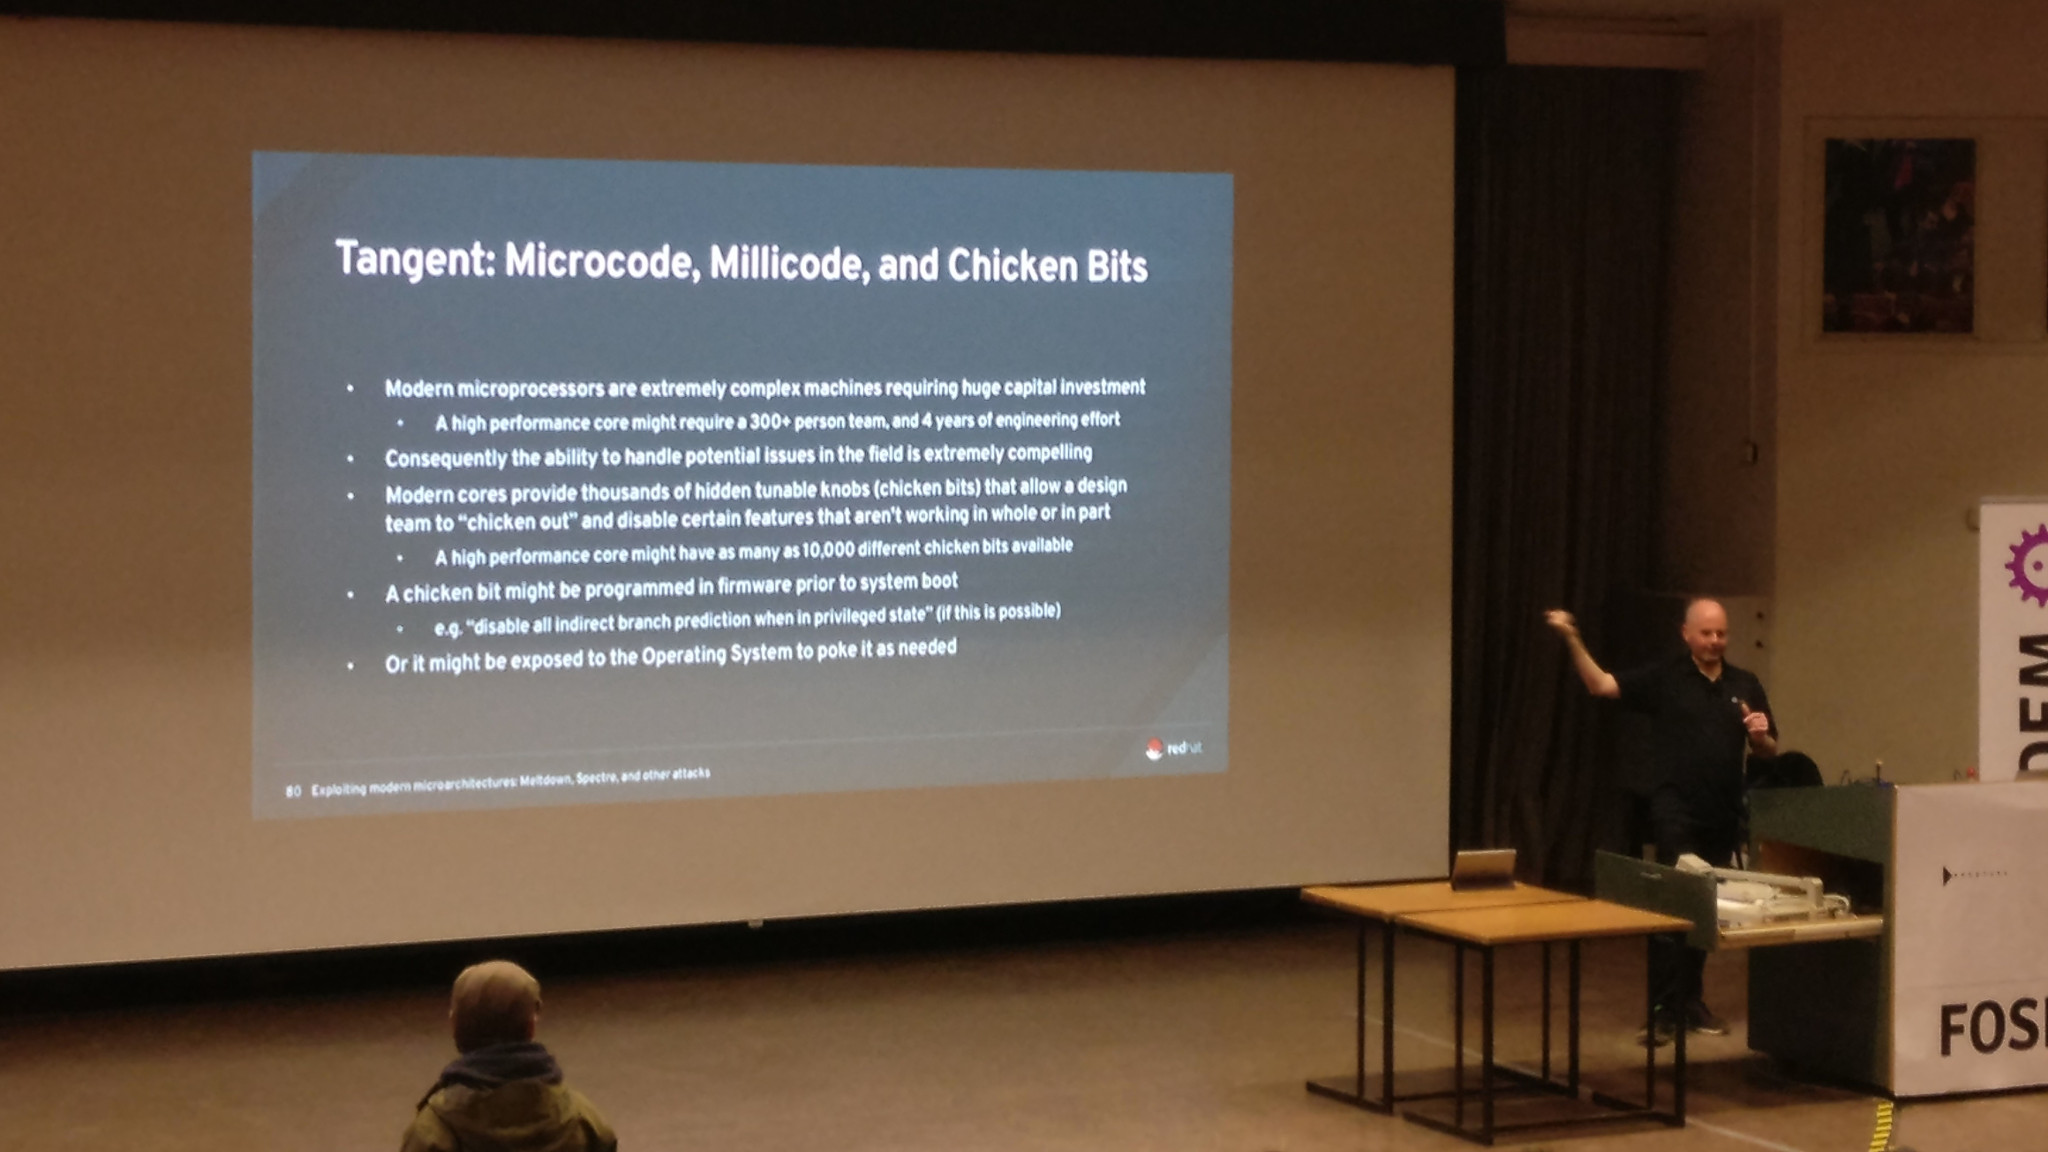 Tangent: Microcode, Millicode, and Chicken Bits
• Modern microprocessors are extremely complex machines requiring huge capital investment
• A high performance core might require a 300+ person team, and 4 years of engineering effort
• Consequently the ability to handle potential issues in the field is extremely compelling
• Modern cores provide thousands of hidden tunable knobs (chicken bits) that allow a design
team to “chicken out” and disable certain features that aren't working in whole or in part
• A high performance core might have as many as 10,000 different chicken bits available
• A chicken bit might be programmed in firmware prior to system boot
• e.g. “disable all indirect branch prediction when in privileged state” (if this is possible)
• Or it might be exposed to the Operating System to poke it as needed
redhat
80 Exploiting modern microarchitectures: Meltdown, Spectre, and other attacks
DEM
FOS